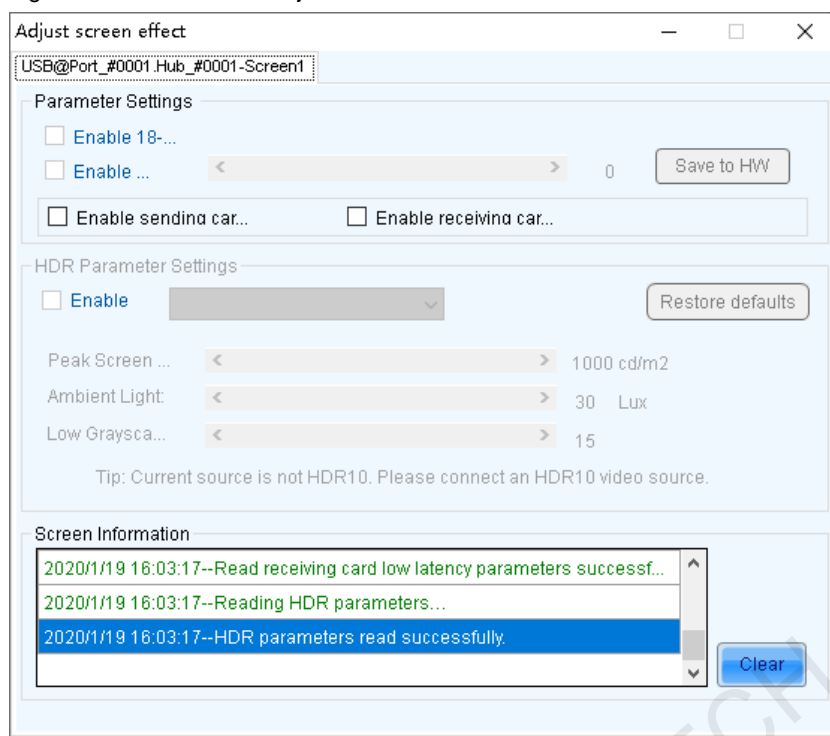 Adjust screen effect
USB@Port_#0001.Hub_#0001-Screen1
Parameter Settings
Enable 18-...
Enable ... 0 Save to HW
Enable sending car... Enable receiving car...
HDR Parameter Settings
Enable Restore defaults
Peak Screen ... 1000 cd/m2
Ambient Light: 30 Lux
Low Graysca... 15
Tip: Current source is not HDR10. Please connect an HDR10 video source.
Screen Information
2020/1/19 16:03:17--Read receiving card low latency parameters successf...
2020/1/19 16:03:17--Reading HDR parameters...
2020/1/19 16:03:17--HDR parameters read successfully.
Clear